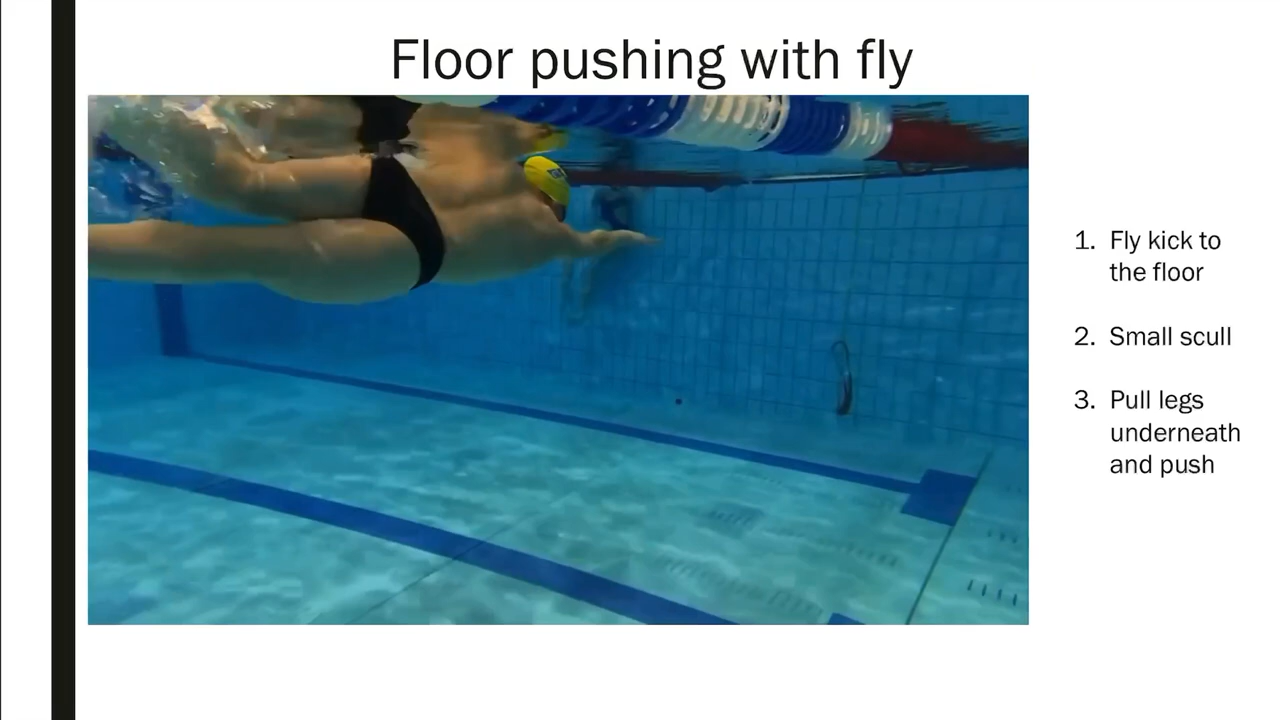 Floor pushing with fly
1. Fly kick to
the floor
2. Small scull
3. Pull legs
underneath
and push